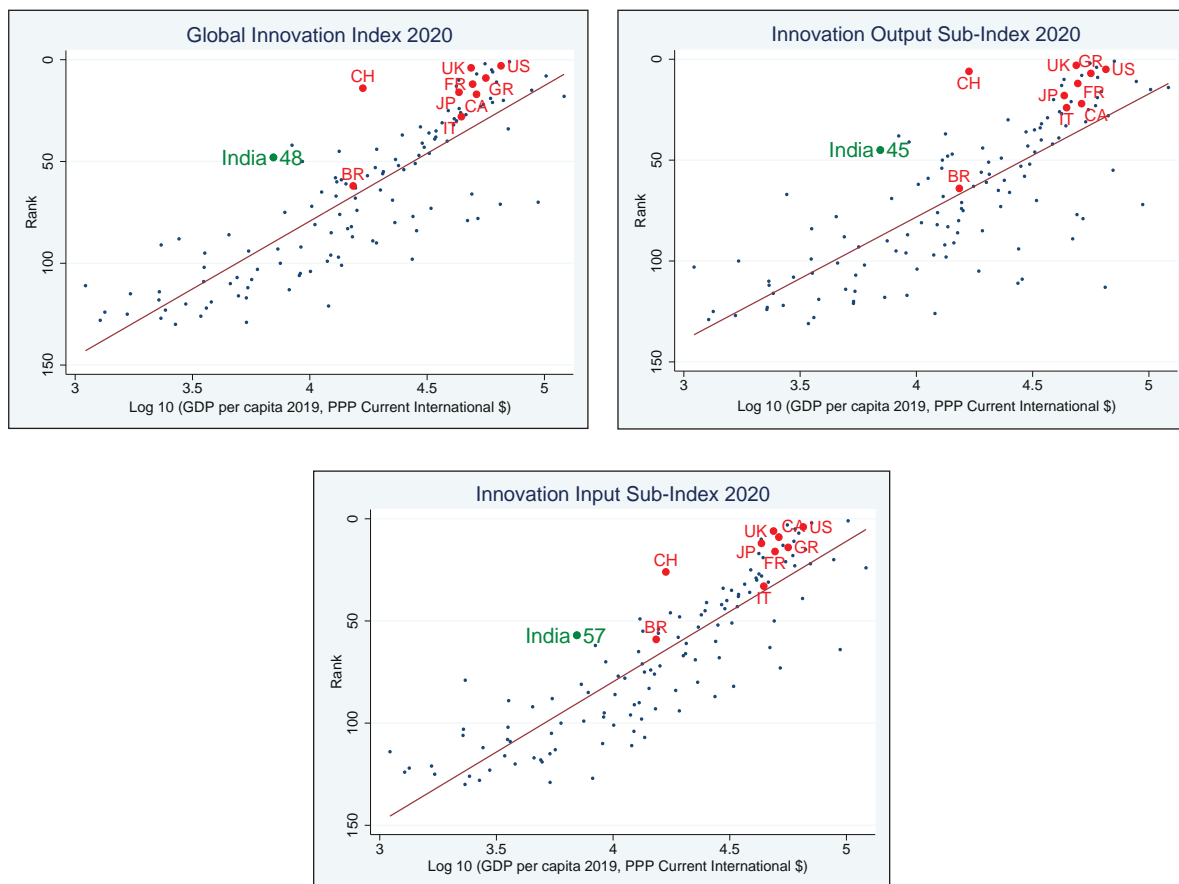 Global Innovation Index 2020
Rank
0
50
100
150
CH
UK
US
FR
GR
JP
CA
IT
India 48
BR
3
3.5
4
4.5
5
Log 10 (GDP per capita 2019, PPP Current International $)
Innovation Output Sub-Index 2020
Rank
0
50
100
150
CH
UK
GR
US
JP
FR
IT
CA
India 45
BR
3
3.5
4
4.5
5
Log 10 (GDP per capita 2019, PPP Current International $)
Innovation Input Sub-Index 2020
Rank
0
50
100
150
UK
CA
US
JP
GR
FR
CH
IT
India 57
BR
3
3.5
4
4.5
5
Log 10 (GDP per capita 2019, PPP Current International $)